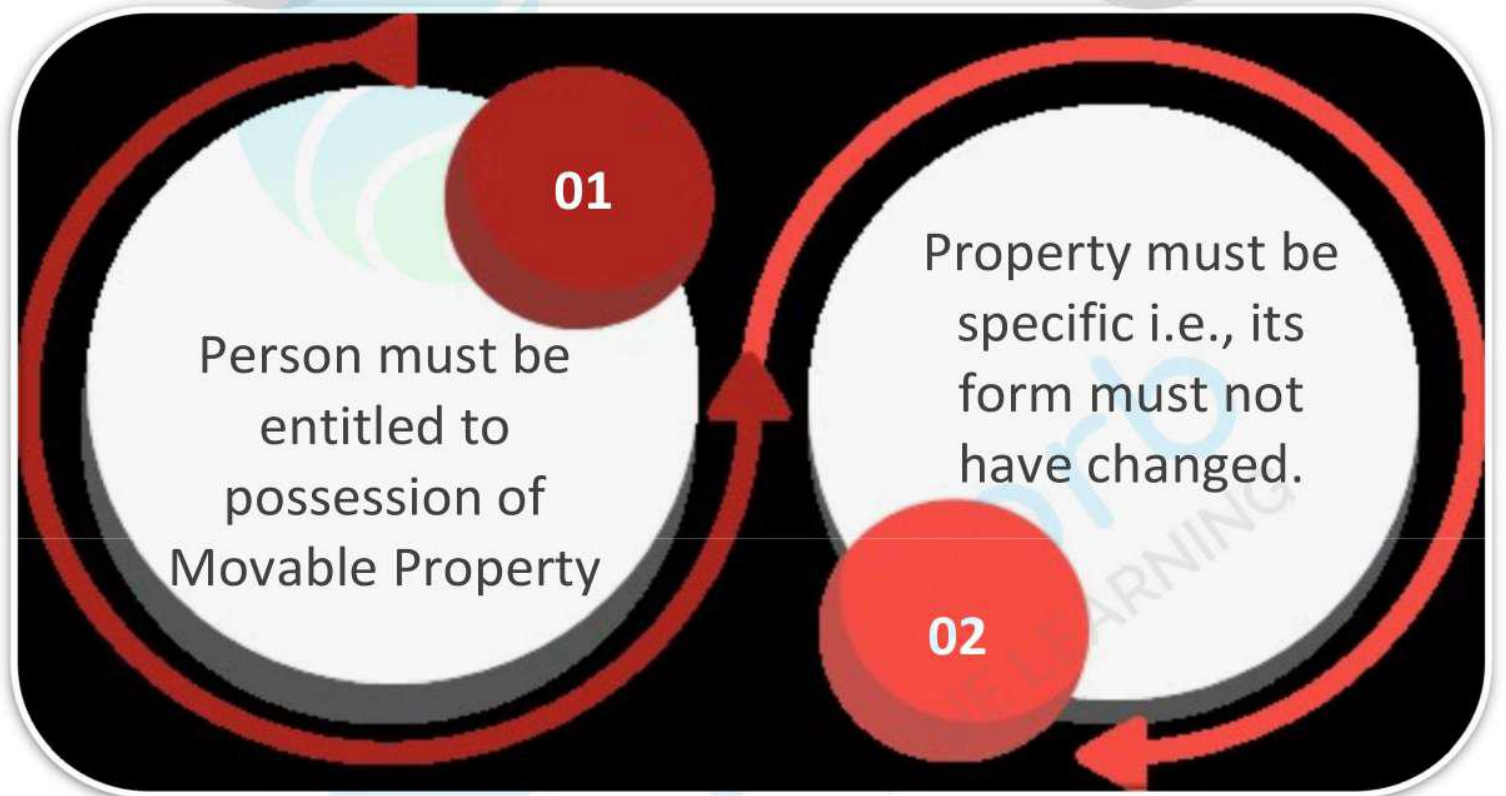 01
Person must be
entitled to
possession of
Movable Property
Property must be
specific i.e., its
form must not
have changed.
02